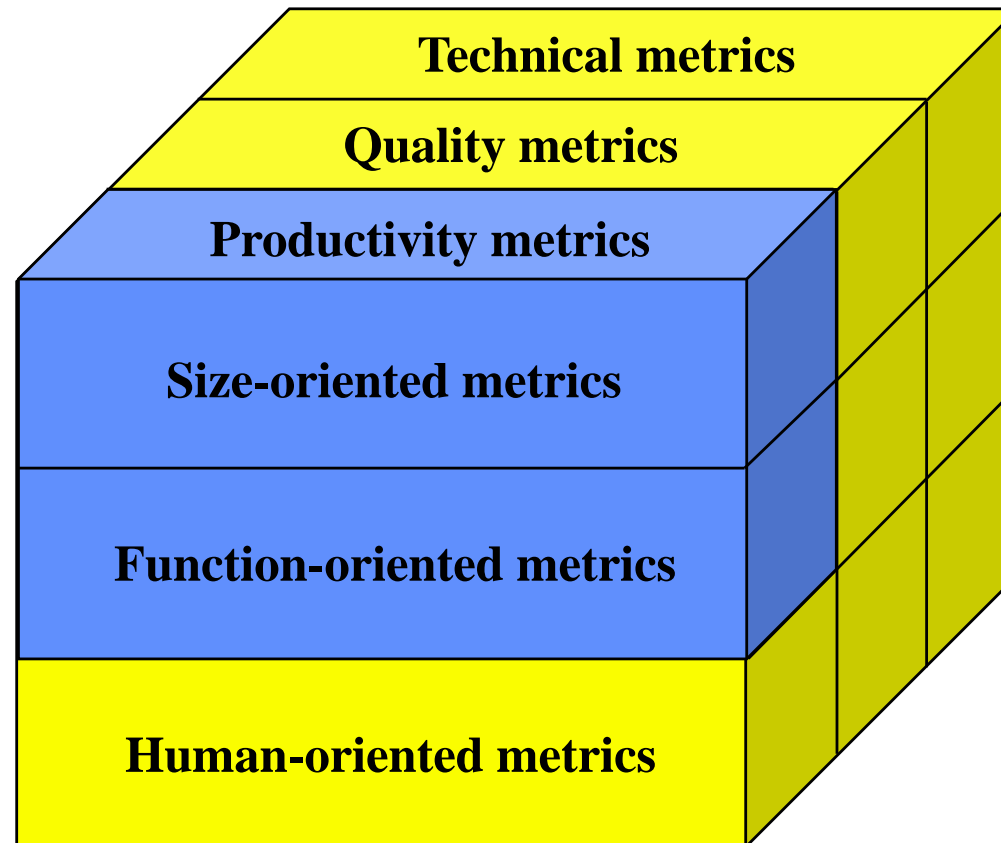 Technical metrics
Quality metrics
Productivity metrics
Size-oriented metrics
Function-oriented metrics
Human-oriented metrics